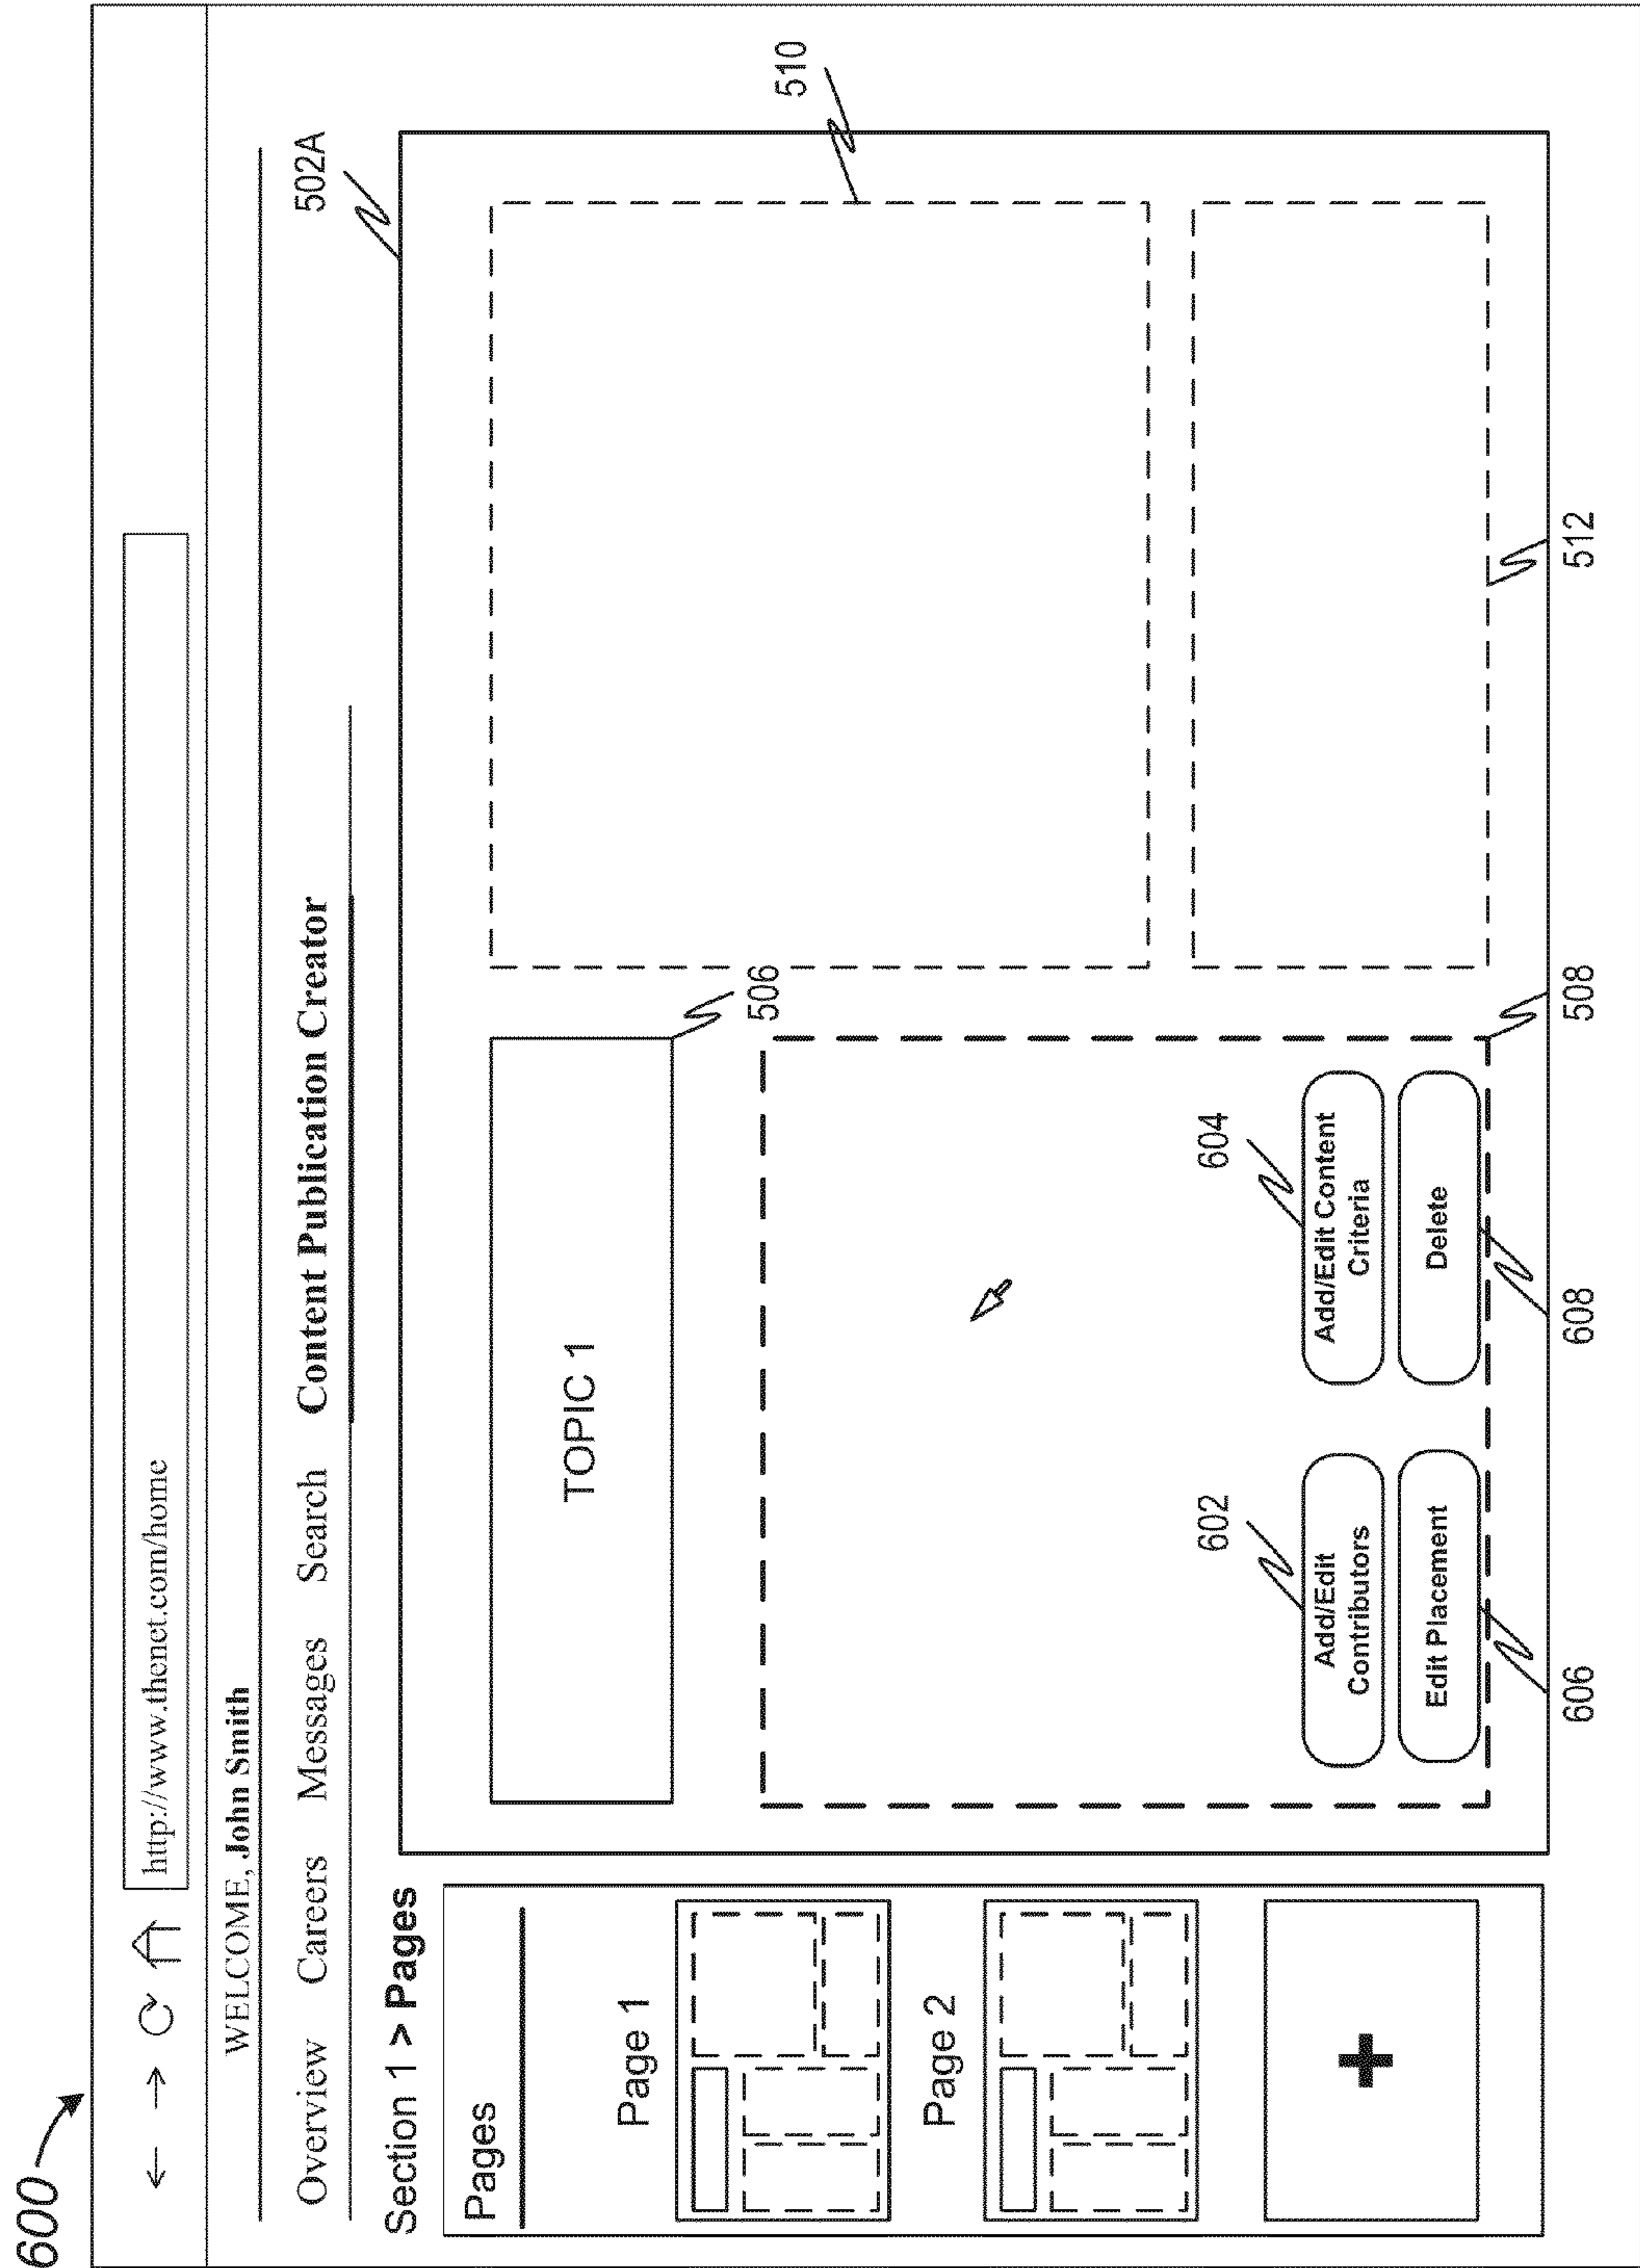 600
← → 
http://www.thenet.com/home
WELCOME, John Smith
Overview Careers Messages Search Content Publication Creator
Section 1 > Pages
502A
Pages
Page 1
Page 2
+
TOPIC 1
506
510
602
604
Add/Edit
Contributors
Add/Edit Content
Criteria
Edit Placement
Delete
606
608
508
512